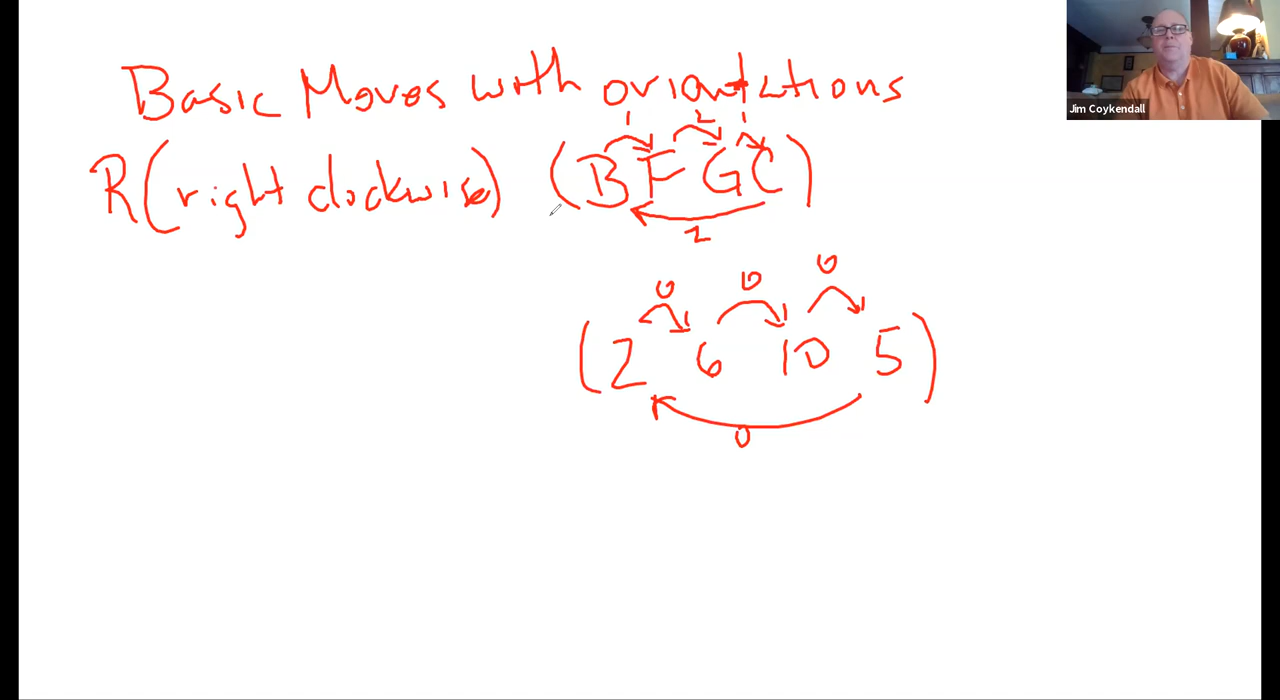 Basic Moves with orientations
1 2 1
R(right clockwise) (B F G C)
2
0 0 0
(2 6 10 5)
0
Jim Coykendall